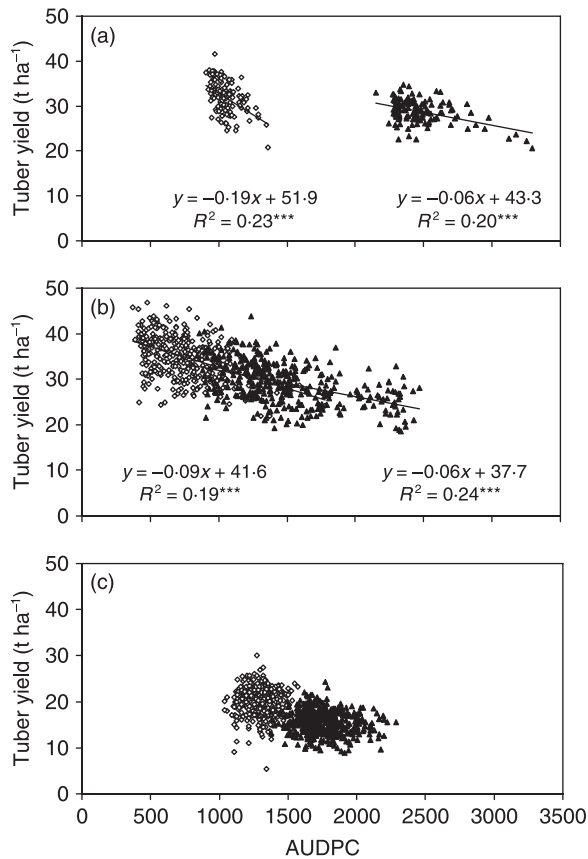 (a)
50
40
30
20
10
0
Tuber yield (t ha⁻¹)
y = −0·19x + 51·9
R² = 0·23***
y = −0·06x + 43·3
R² = 0·20***
(b)
50
40
30
20
10
0
Tuber yield (t ha⁻¹)
y = −0·09x + 41·6
R² = 0·19***
y = −0·06x + 37·7
R² = 0·24***
(c)
50
40
30
20
10
0
Tuber yield (t ha⁻¹)
0 500 1000 1500 2000 2500 3000 3500
AUDPC